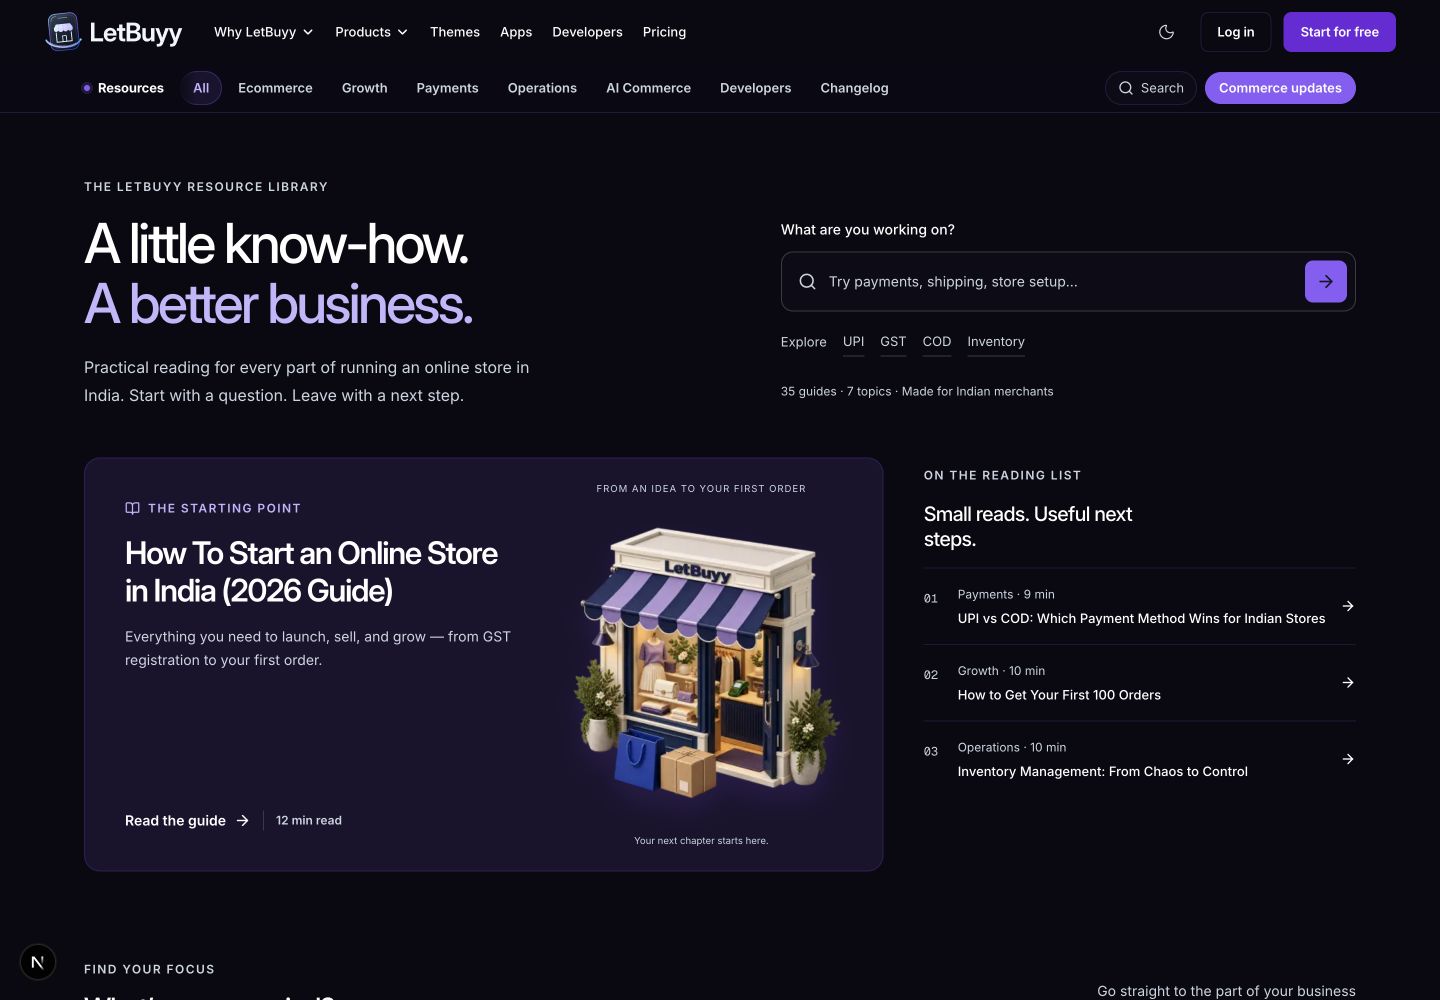 LetBuyy
Why LetBuyy
Products
Themes
Apps
Developers
Pricing
Log in
Start for free
Resources
All
Ecommerce
Growth
Payments
Operations
AI Commerce
Developers
Changelog
Search
Commerce updates
THE LETBUYY RESOURCE LIBRARY
A little know-how.
A better business.
Practical reading for every part of running an online store in
India. Start with a question. Leave with a next step.
What are you working on?
Try payments, shipping, store setup...
Explore UPI GST COD Inventory
35 guides · 7 topics · Made for Indian merchants
THE STARTING POINT
How To Start an Online Store
in India (2026 Guide)
Everything you need to launch, sell, and grow — from GST
registration to your first order.
Read the guide
12 min read
FROM AN IDEA TO YOUR FIRST ORDER
LetBuyy
Your next chapter starts here.
ON THE READING LIST
Small reads. Useful next
steps.
01
Payments · 9 min
UPI vs COD: Which Payment Method Wins for Indian Stores
02
Growth · 10 min
How to Get Your First 100 Orders
03
Operations · 10 min
Inventory Management: From Chaos to Control
N
FIND YOUR FOCUS
Go straight to the part of your business